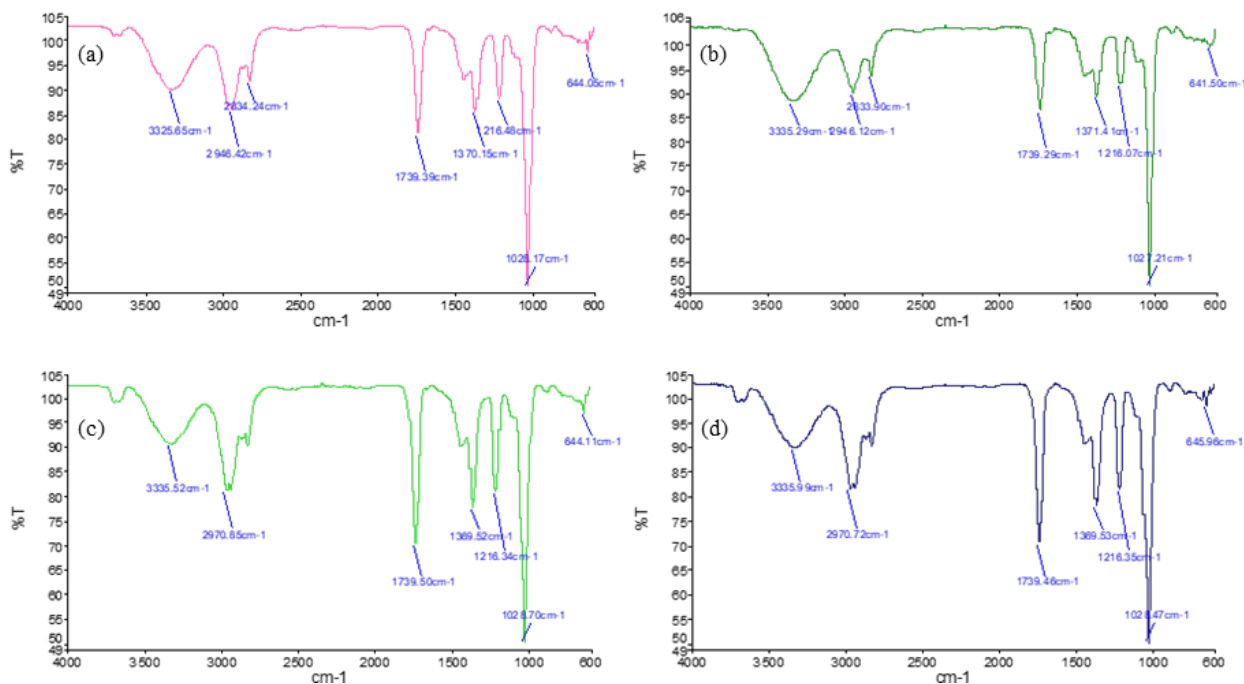 105
100
95
90
85
80
75
70
65
60
55
50
49
%T
(a)
3325.65cm-1
2946.42cm-1
2834.24cm-1
1739.39cm-1
1370.15cm-1
1216.48cm-1
1028.17cm-1
644.05cm-1
4000 3500 3000 2500 2000 1500 1000 600
cm-1
105
100
95
90
85
80
75
70
65
60
55
50
49
%T
(b)
3335.29cm-1
2946.12cm-1
2833.90cm-1
1739.29cm-1
1371.41cm-1
1216.07cm-1
1027.21cm-1
641.50cm-1
4000 3500 3000 2500 2000 1500 1000 600
cm-1
105
100
95
90
85
80
75
70
65
60
55
50
49
%T
(c)
3335.52cm-1
2970.85cm-1
1739.50cm-1
1369.52cm-1
1216.34cm-1
1028.70cm-1
644.11cm-1
4000 3500 3000 2500 2000 1500 1000 600
cm-1
105
100
95
90
85
80
75
70
65
60
55
50
49
%T
(d)
3335.99cm-1
2970.72cm-1
1739.46cm-1
1369.53cm-1
1216.35cm-1
1028.47cm-1
645.96cm-1
4000 3500 3000 2500 2000 1500 1000 600
cm-1